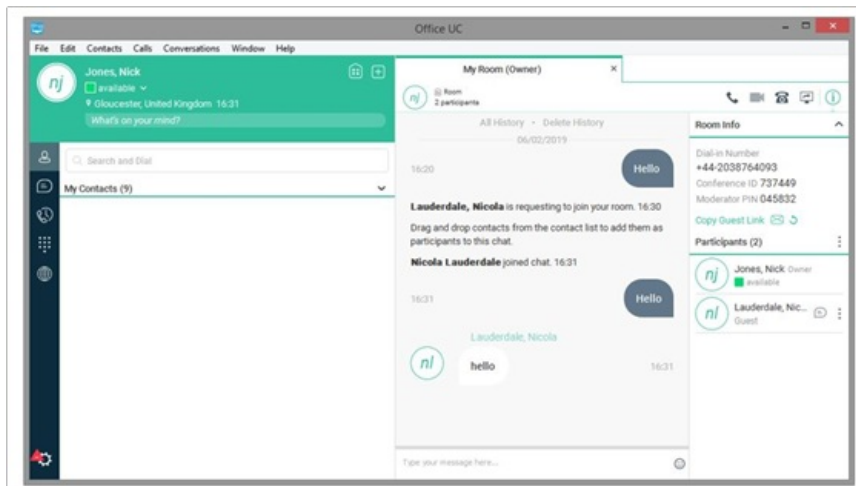 Office UC
File Edit Contacts Calls Conversations Window Help
nj
Jones, Nick
available
Gloucester, United Kingdom 16:31
What's on your mind?
Search and Dial
My Contacts (9)
My Room (Owner)
nj
Room
2 participants
All History • Delete History
06/02/2019
16:20
Hello
Lauderdale, Nicola is requesting to join your room. 16:30
Drag and drop contacts from the contact list to add them as
participants to this chat.
Nicola Lauderdale joined chat. 16:31
16:31
Hello
Lauderdale, Nicola
nl
hello
16:31
Type your message here...
Room Info
Dial-in Number
+44-2038764093
Conference ID 737449
Moderator PIN 045832
Copy Guest Link
Participants (2)
nj
Jones, Nick Owner
available
nl
Lauderdale, Nic...
Guest